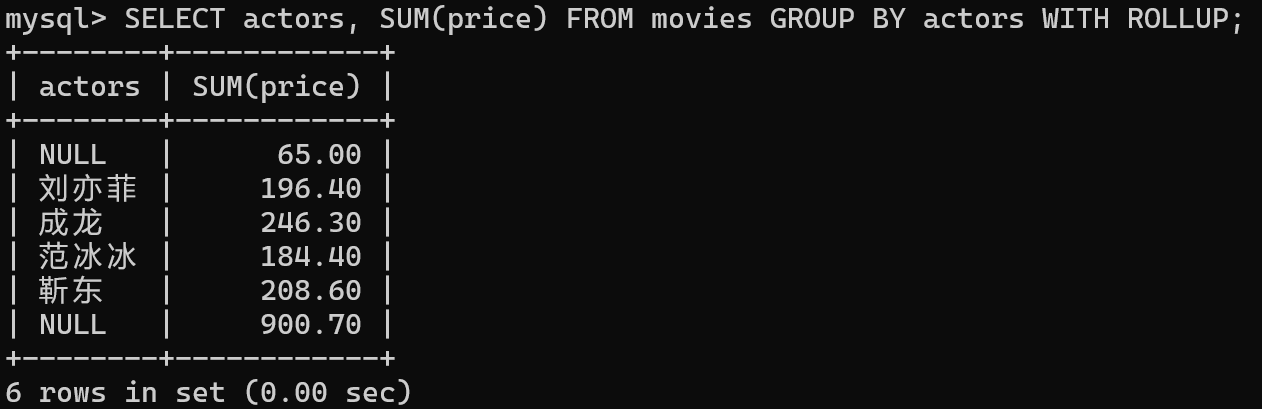 mysql> SELECT actors, SUM(price) FROM movies GROUP BY actors WITH ROLLUP;
+--------+------------+
| actors | SUM(price) |
+--------+------------+
| NULL   |      65.00 |
| 刘亦菲 |     196.40 |
| 成龙   |     246.30 |
| 范冰冰 |     184.40 |
| 靳东   |     208.60 |
| NULL   |     900.70 |
+--------+------------+
6 rows in set (0.00 sec)